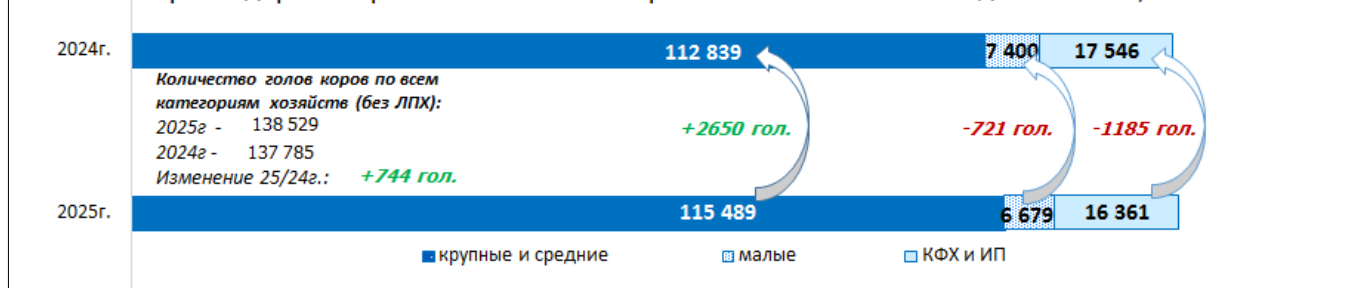 2024г.
112 839
7 400
17 546
Количество голов коров по всем
категориям хозяйств (без ЛПХ):
2025г - 138 529
2024г - 137 785
Изменение 25/24г.: +744 гол.
+2650 гол.
-721 гол.
-1185 гол.
2025г.
115 489
6 679
16 361
крупные и средние
малые
КФХ и ИП